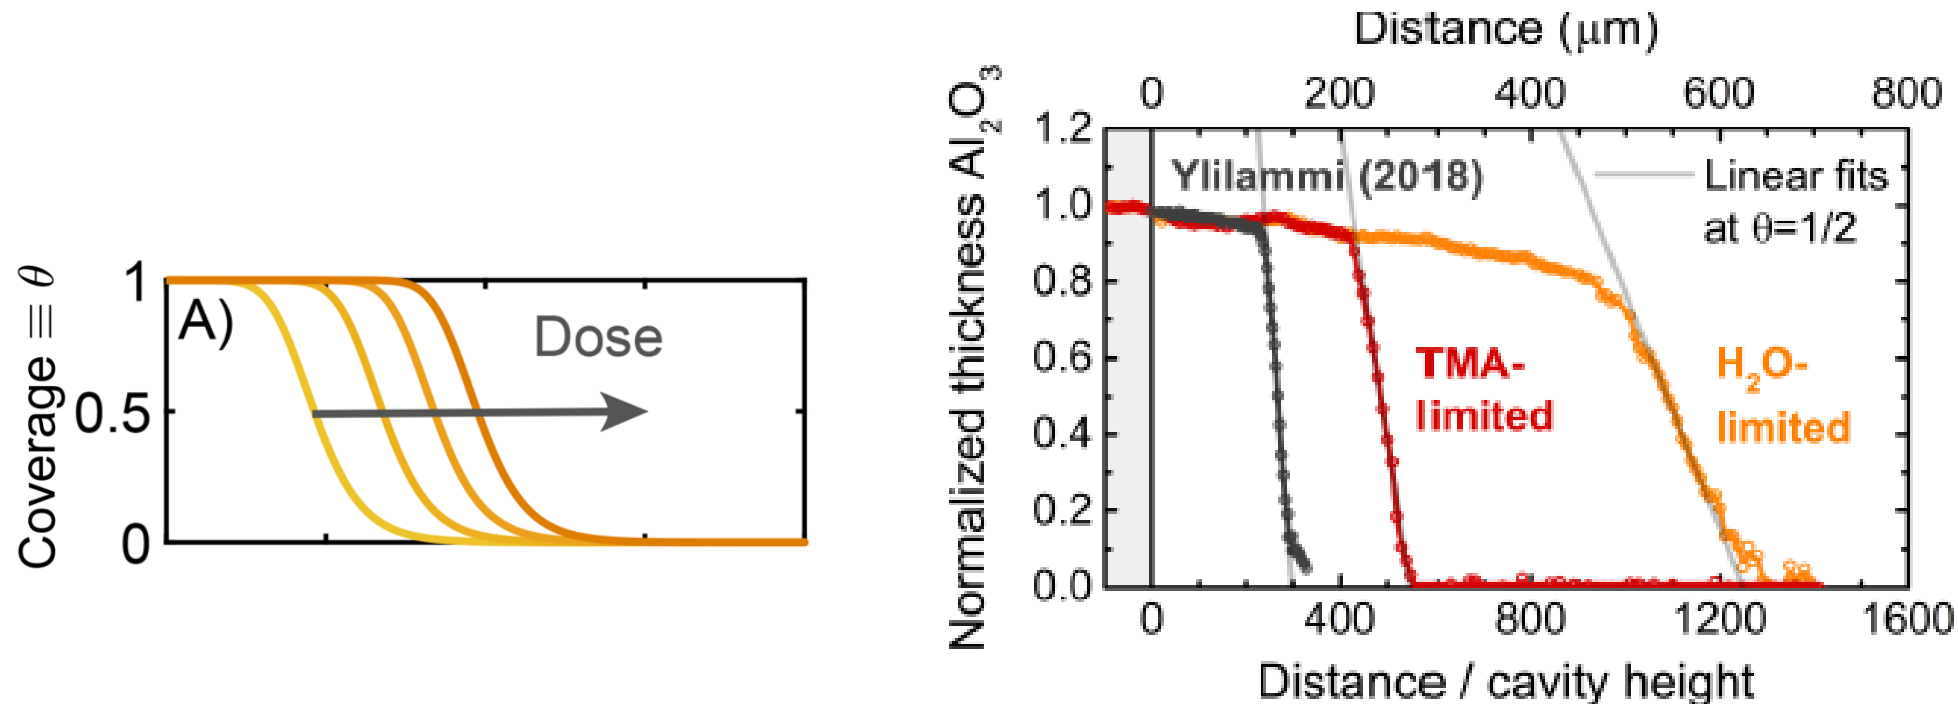 Coverage ≡ θ
1
0.5
0
A)
Dose
Distance (μm)
0 200 400 600 800
Normalized thickness Al₂O₃
1.2
1.0
0.8
0.6
0.4
0.2
0.0
Ylilammi (2018)
Linear fits
at θ=1/2
TMA-
limited
H₂O-
limited
0 400 800 1200 1600
Distance / cavity height